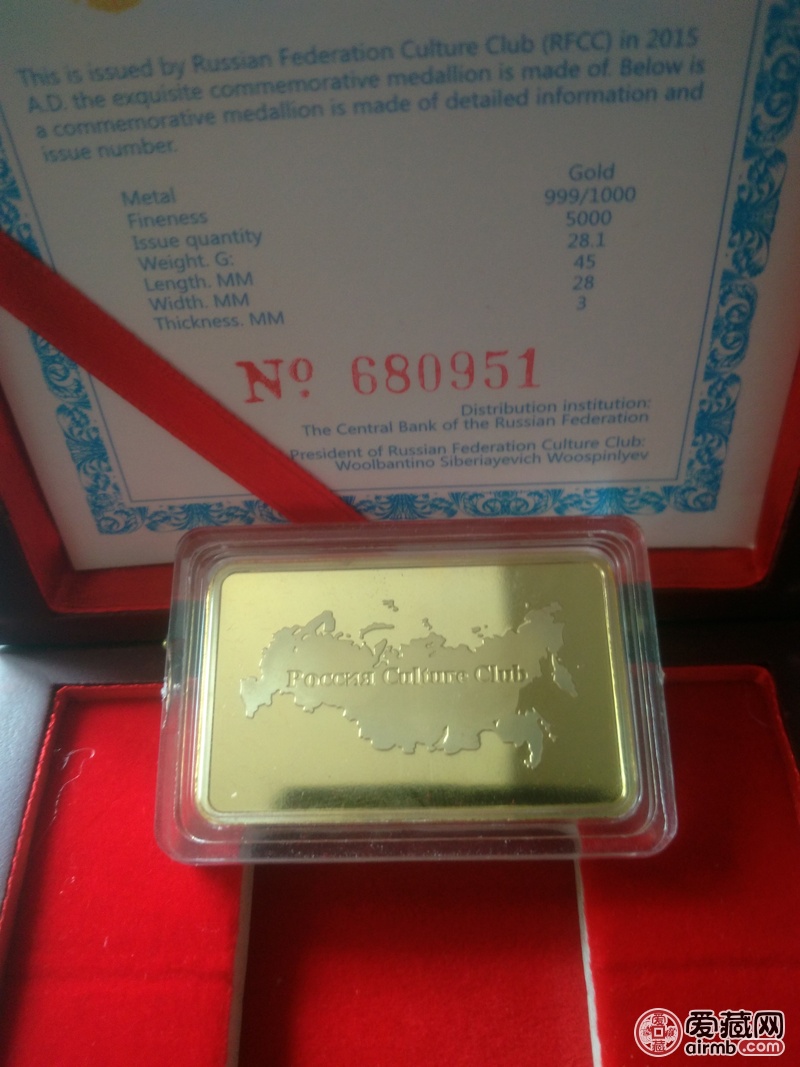 This is issued by Russian Federation Culture Club (RFCC) in 2015
A.D. the exquisite commemorative medallion is made of. Below is
a commemorative medallion is made of detailed information and
issue number.
Metal Gold
Fineness 999/1000
Issue quantity 5000
Weight. G: 28.1
Length. MM 45
Width. MM 28
Thickness. MM 3
Nº 680951
Distribution institution:
The Central Bank of the Russian Federation
President of Russian Federation Culture Club:
Woolbantino Siberiayevich Woospinlyev
Россия Culture Club
爱藏网
airmb.com